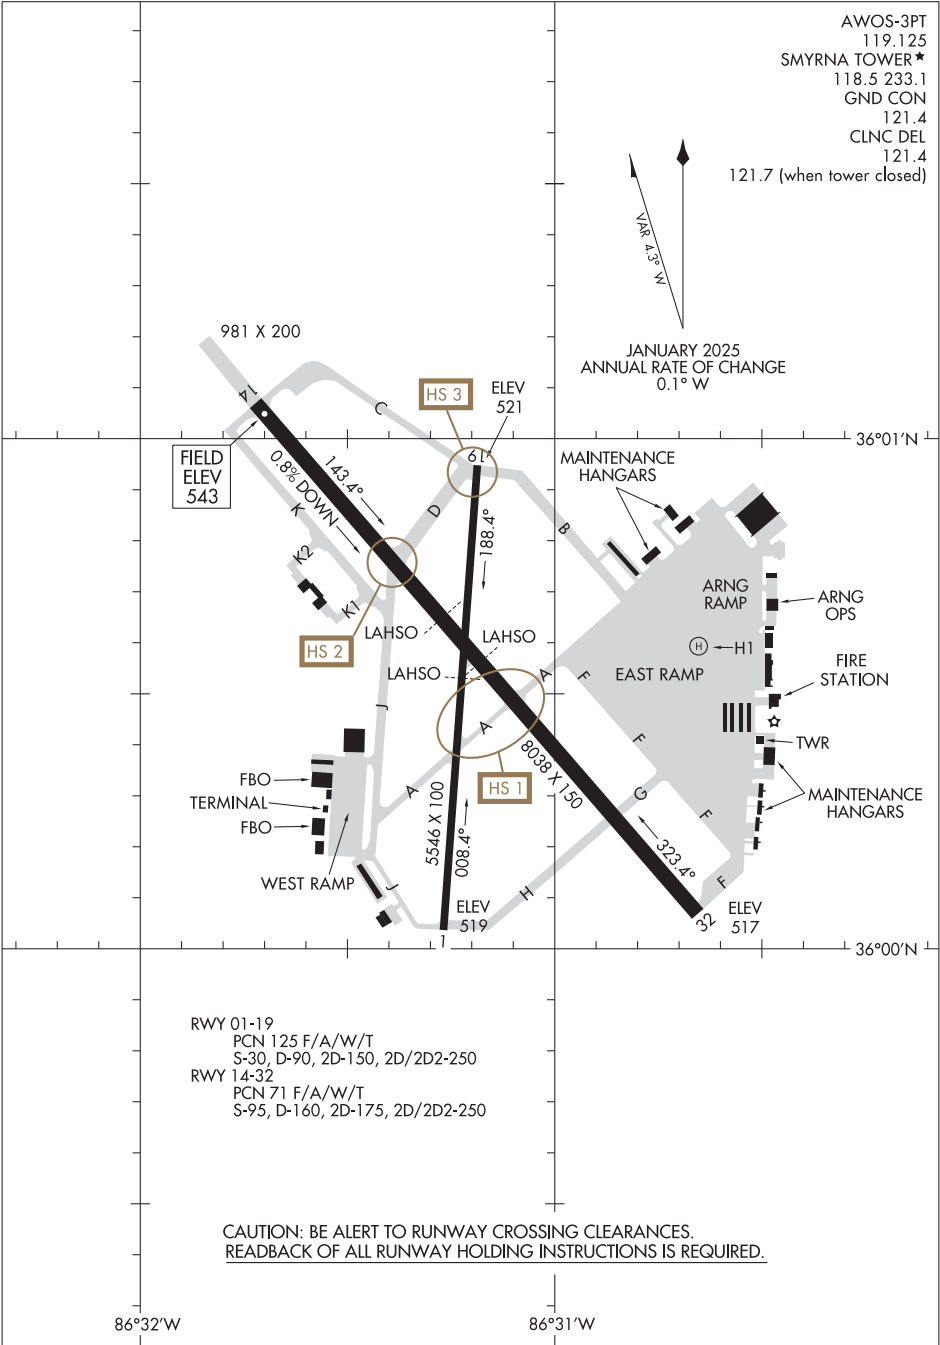 AWOS-3PT
119.125
SMYRNA TOWER★
118.5 233.1
GND CON
121.4
CLNC DEL
121.4
121.7 (when tower closed)
VAR 4.3° W
JANUARY 2025
ANNUAL RATE OF CHANGE
0.1° W
981 X 200
14
C
HS 3
ELEV
521
36°01'N
FIELD
ELEV
543
0.8% DOWN
143.4°
19
MAINTENANCE
HANGARS
K
D
B
188.4°
K2
K1
ARNG
RAMP
ARNG
OPS
LAHSO
LAHSO
LAHSO
HS 2
H
H1
EAST RAMP
FIRE
STATION
A
F
J
A
F
TWR
HS 1
8038 X 150
FBO
TERMINAL
FBO
A
G
F
MAINTENANCE
HANGARS
5546 X 100
008.4°
323.4°
WEST RAMP
J
H
F
ELEV
519
1
32
ELEV
517
36°00'N
RWY 01-19
PCN 125 F/A/W/T
S-30, D-90, 2D-150, 2D/2D2-250
RWY 14-32
PCN 71 F/A/W/T
S-95, D-160, 2D-175, 2D/2D2-250
CAUTION: BE ALERT TO RUNWAY CROSSING CLEARANCES.
READBACK OF ALL RUNWAY HOLDING INSTRUCTIONS IS REQUIRED.
86°32'W
86°31'W